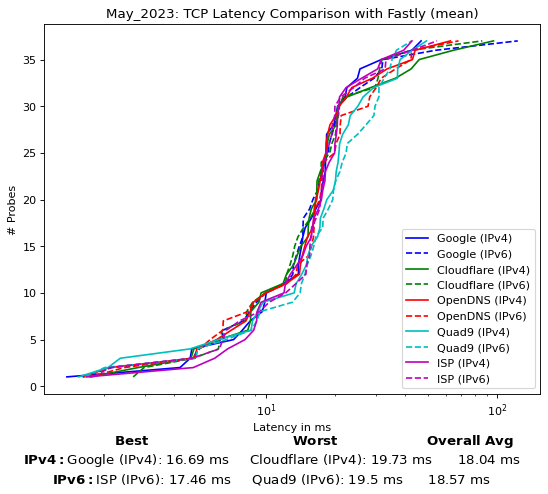 May_2023: TCP Latency Comparison with Fastly (mean)
# Probes
35
30
25
20
15
10
5
0
Google (IPv4)
Google (IPv6)
Cloudflare (IPv4)
Cloudflare (IPv6)
OpenDNS (IPv4)
OpenDNS (IPv6)
Quad9 (IPv4)
Quad9 (IPv6)
ISP (IPv4)
ISP (IPv6)
10¹ 10²
Latency in ms
Best Worst Overall Avg
IPv4: Google (IPv4): 16.69 ms Cloudflare (IPv4): 19.73 ms 18.04 ms
IPv6: ISP (IPv6): 17.46 ms Quad9 (IPv6): 19.5 ms 18.57 ms